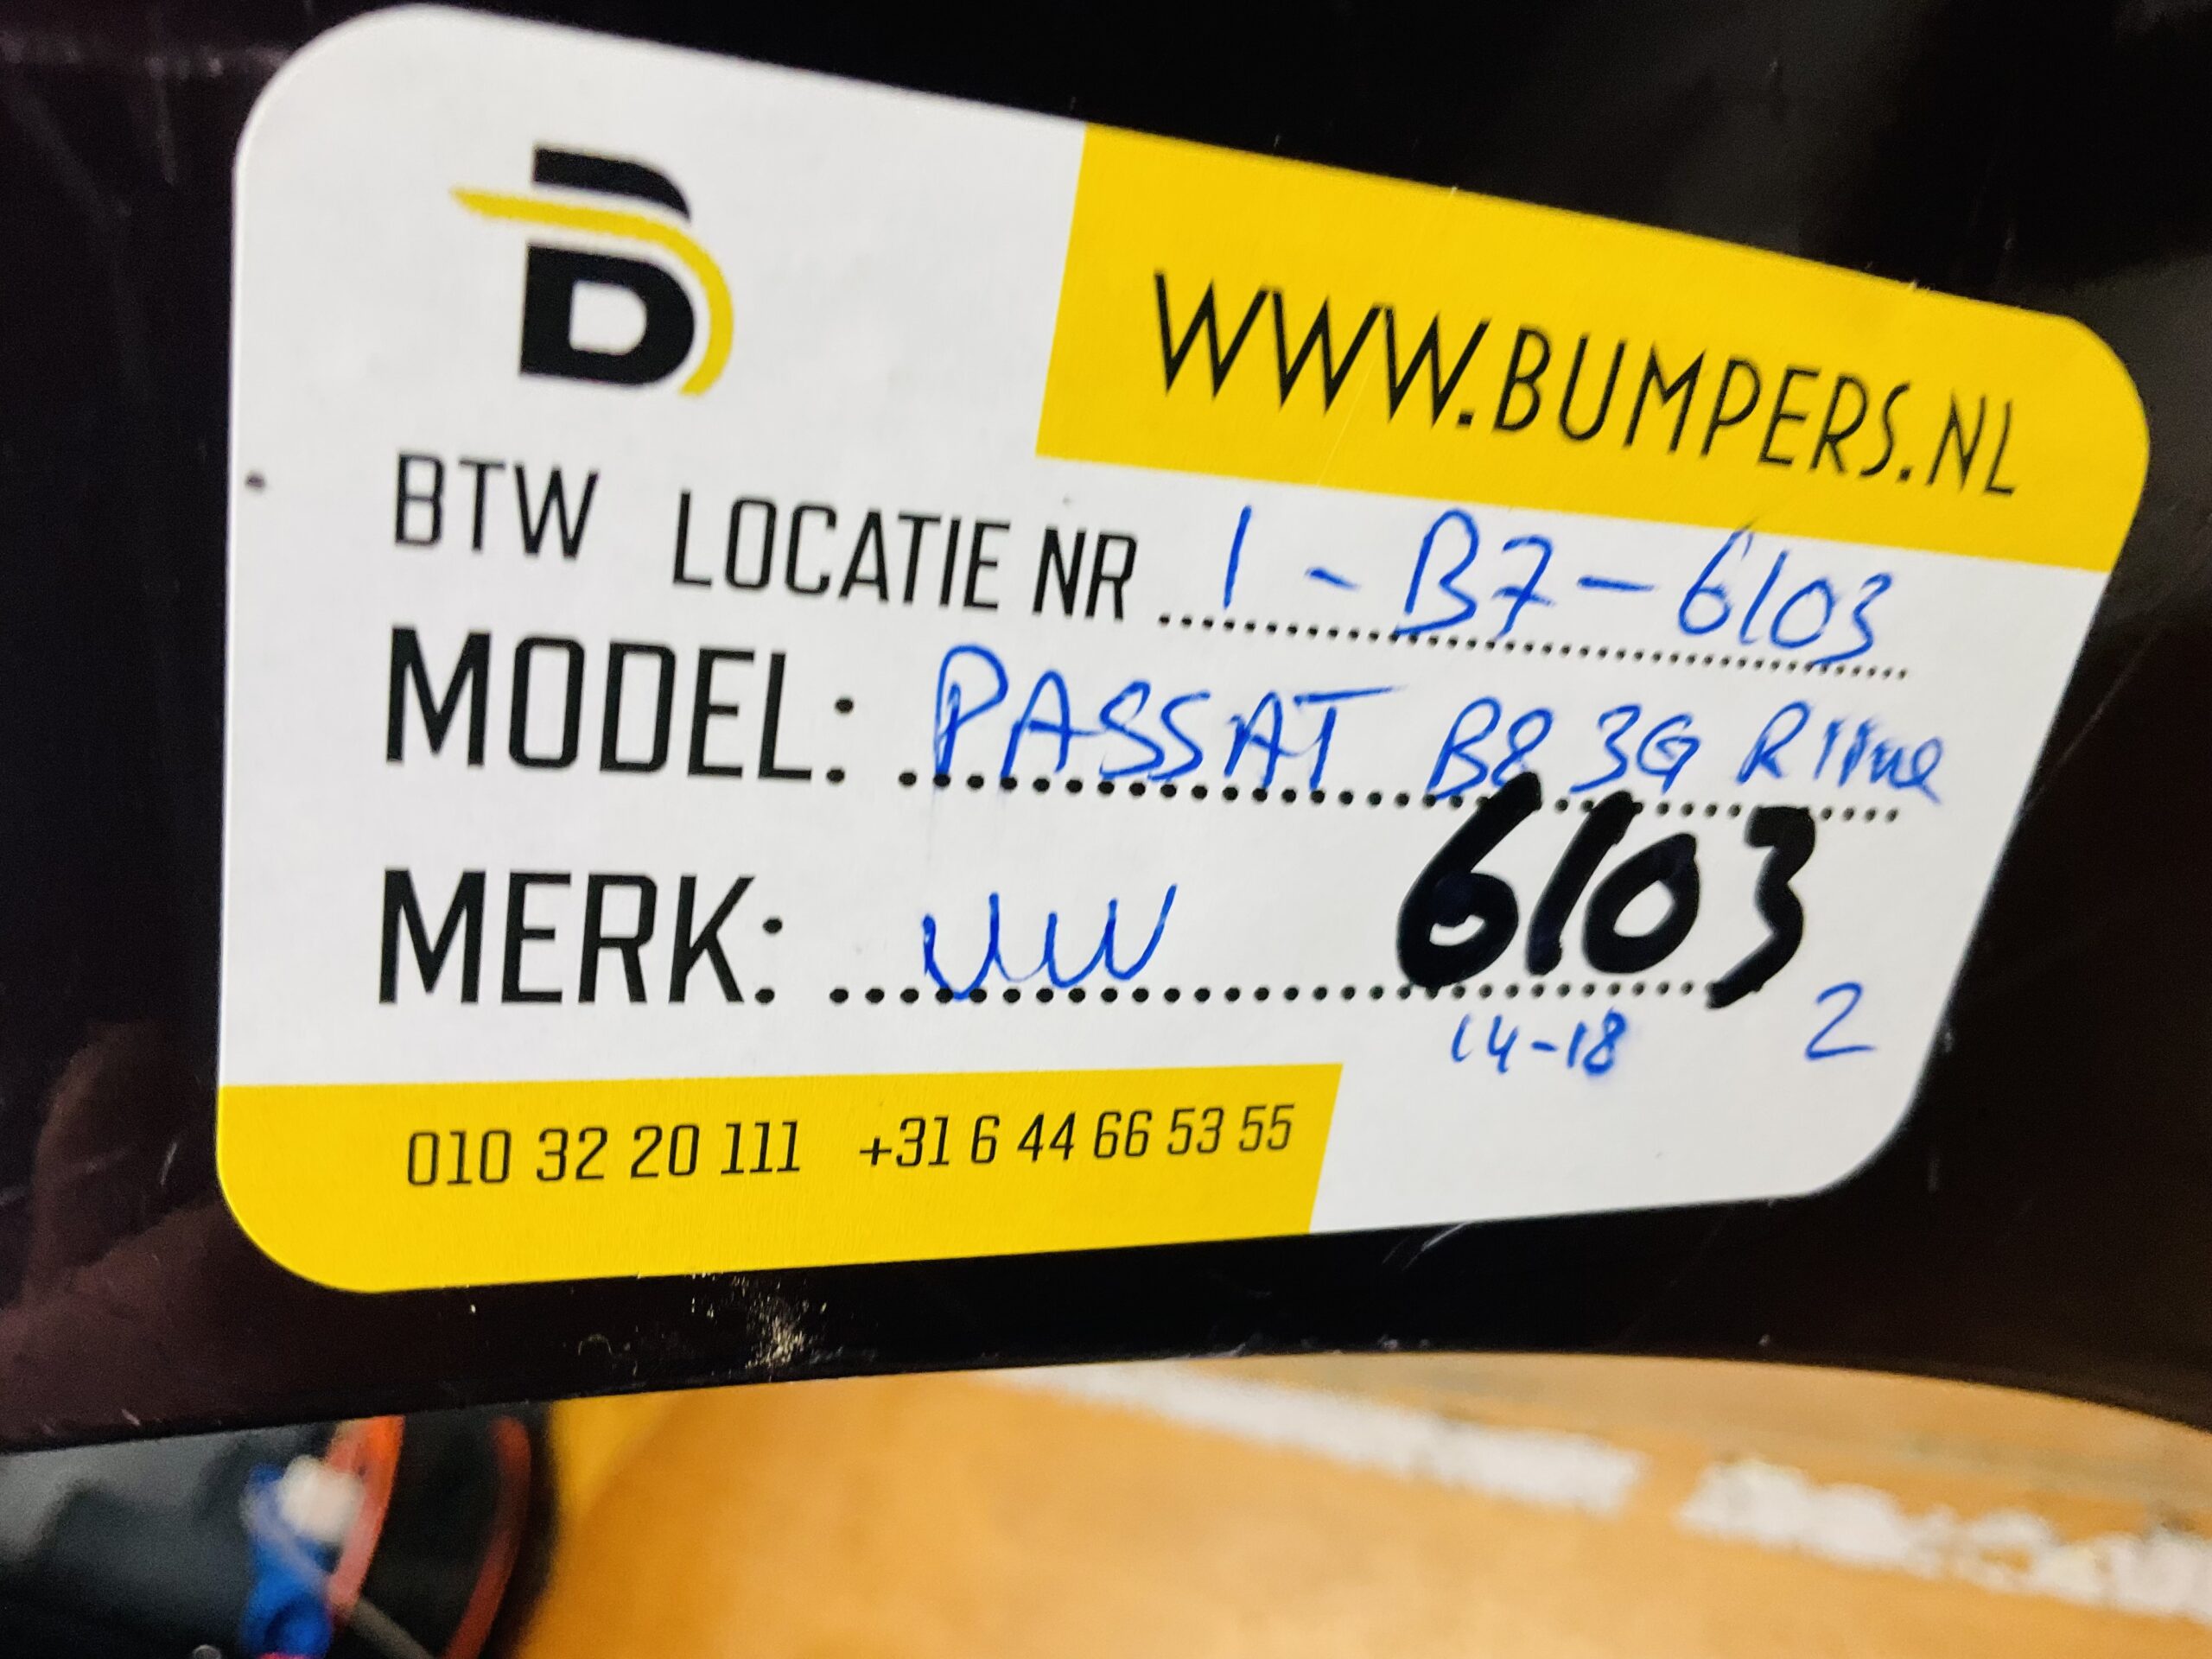 B
WWW.BUMPERS.NL
BTW LOCATIE NR 1-B7-6103
MODEL: PASSAT B8 3G Rline
MERK: VW 6103
14-18 2
010 32 20 111 +31 6 44 66 53 55